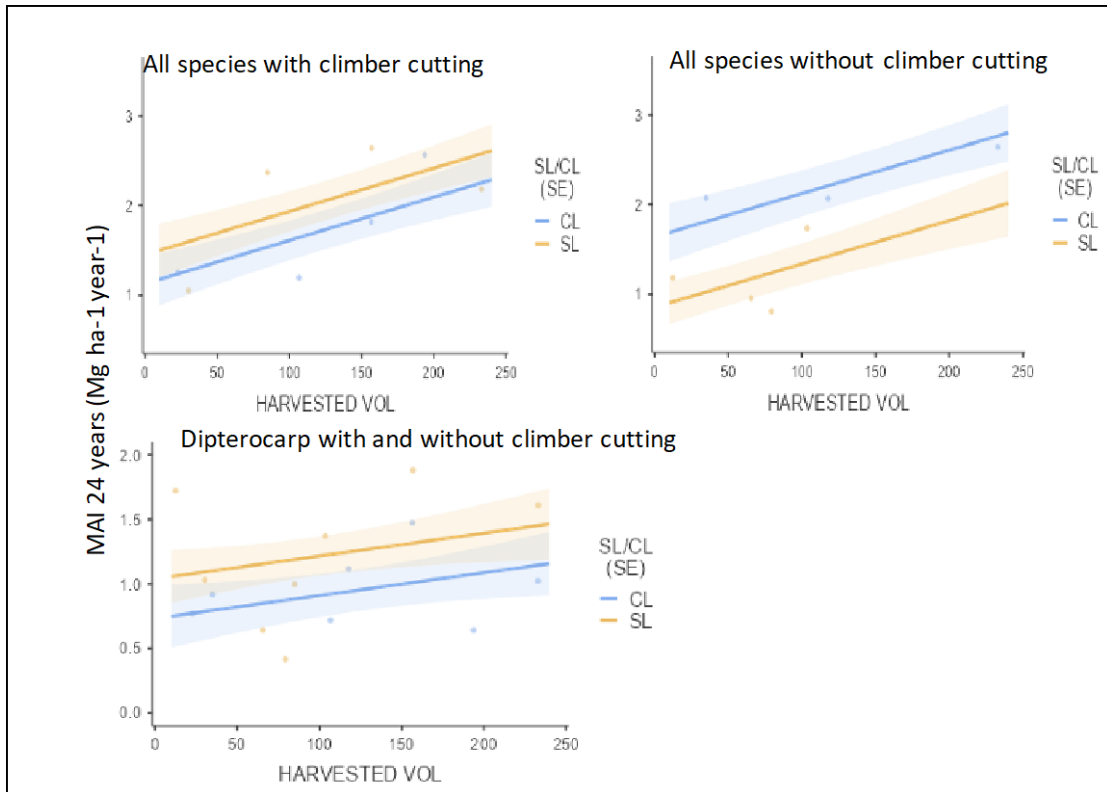 All species with climber cutting
All species without climber cutting
MAI 24 years (Mg ha-1 year-1)
3
2
1
0 50 100 150 200 250
HARVESTED VOL
SL/CL
(SE)
CL
SL
3
2
1
0 50 100 150 200 250
HARVESTED VOL
SL/CL
(SE)
CL
SL
Dipterocarp with and without climber cutting
2.0
1.5
1.0
0.5
0.0
0 50 100 150 200 250
HARVESTED VOL
SL/CL
(SE)
CL
SL